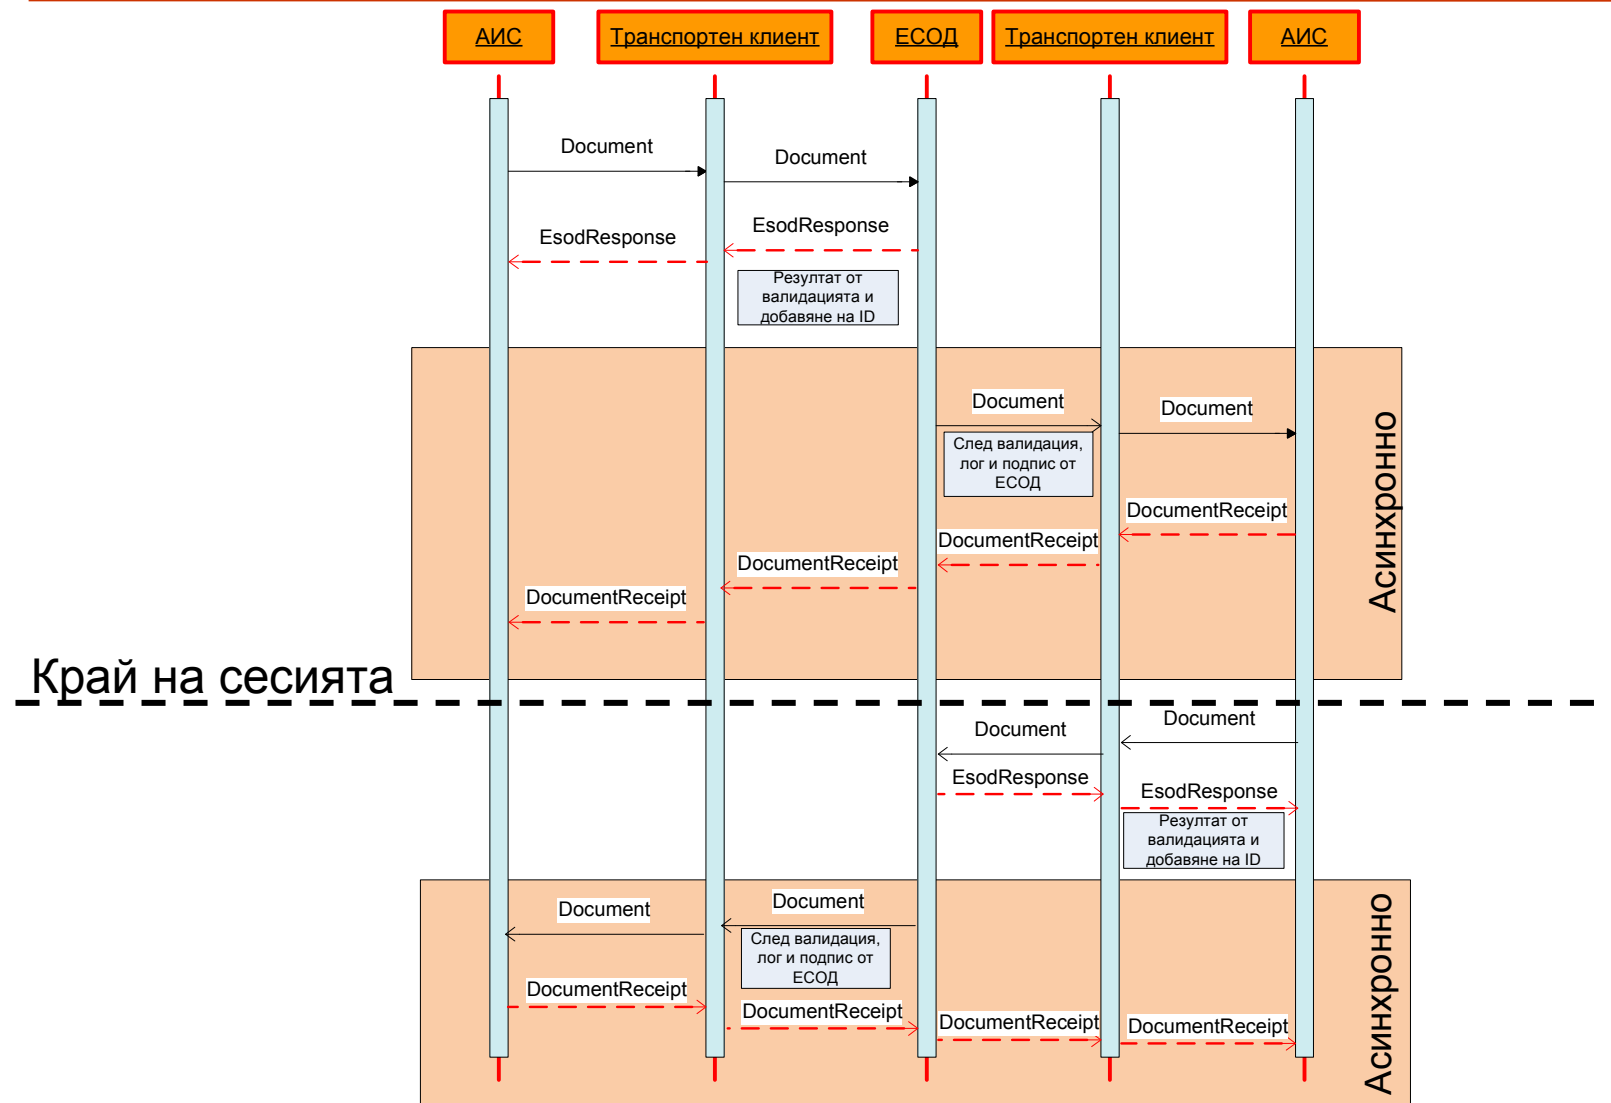 АИС
Транспортен клиент
ЕСОД
Транспортен клиент
АИС
Document
Document
EsodResponse
EsodResponse
Резултат от
валидацията и
добавяне на ID
Document
Document
След валидация,
лог и подпис от
ЕСОД
Асинхронно
DocumentReceipt
DocumentReceipt
DocumentReceipt
DocumentReceipt
Край на сесията
Document
Document
EsodResponse
EsodResponse
Резултат от
валидацията и
добавяне на ID
Document
Document
След валидация,
лог и подпис от
ЕСОД
Асинхронно
DocumentReceipt
DocumentReceipt
DocumentReceipt
DocumentReceipt